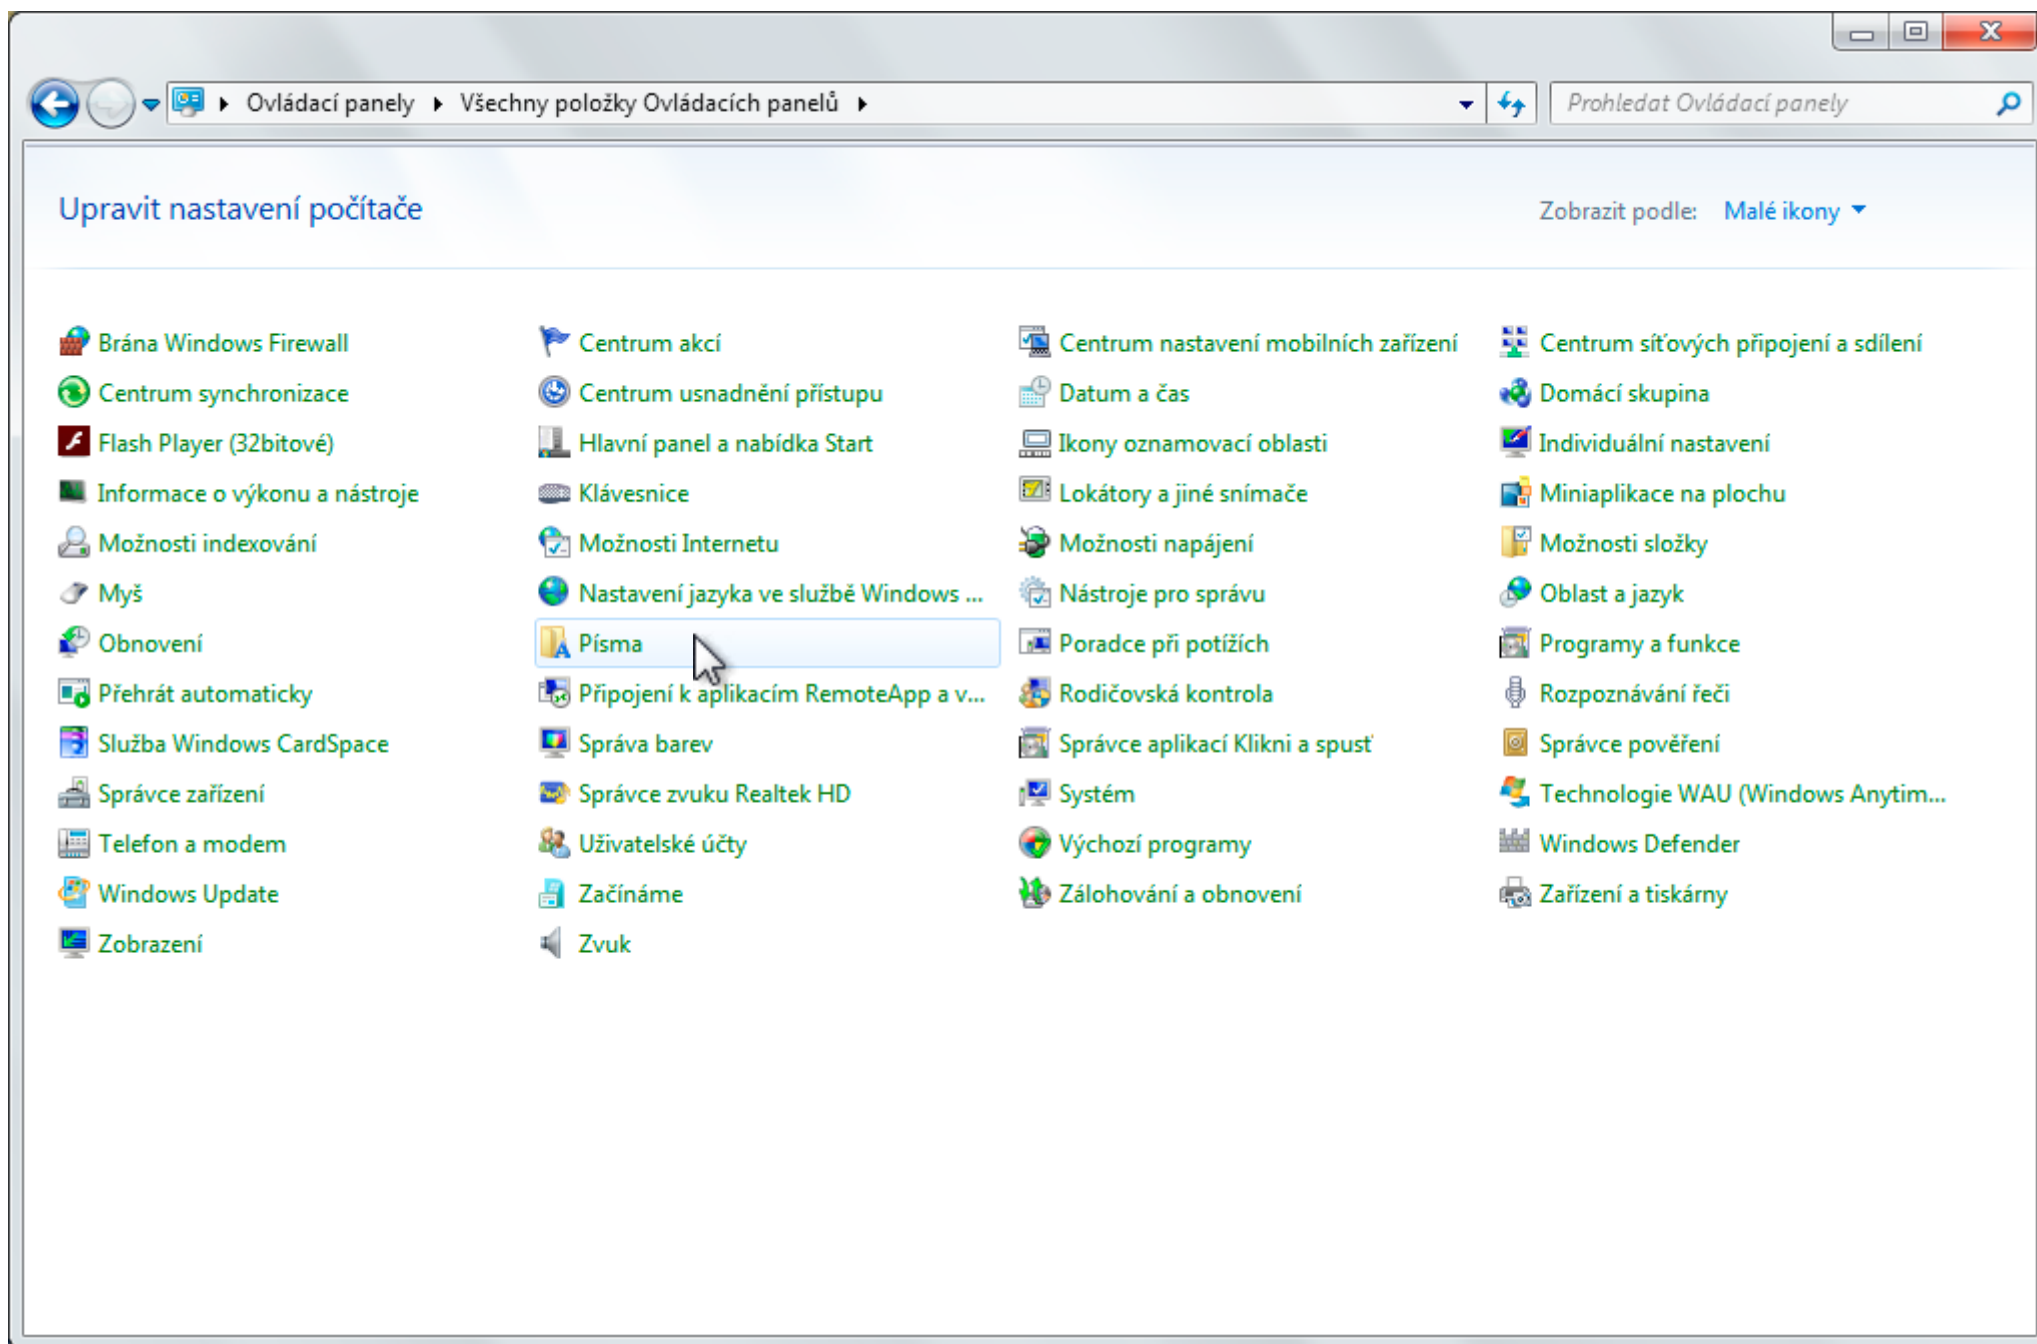 Ovládací panely Všechny položky Ovládacích panelů Prohledat Ovládací panely
Upravit nastavení počítače Zobrazit podle: Malé ikony
Brána Windows Firewall Centrum akcí Centrum nastavení mobilních zařízení Centrum síťových připojení a sdílení
Centrum synchronizace Centrum usnadnění přístupu Datum a čas Domácí skupina
Flash Player (32bitové) Hlavní panel a nabídka Start Ikony oznamovací oblasti Individuální nastavení
Informace o výkonu a nástroje Klávesnice Lokátory a jiné snímače Miniaplikace na plochu
Možnosti indexování Možnosti Internetu Možnosti napájení Možnosti složky
Myš Nastavení jazyka ve službě Windows ... Nástroje pro správu Oblast a jazyk
Obnovení Písma Poradce při potížích Programy a funkce
Přehrát automaticky Připojení k aplikacím RemoteApp a v... Rodičovská kontrola Rozpoznávání řeči
Služba Windows CardSpace Správa barev Správce aplikací Klikni a spusť Správce pověření
Správce zařízení Správce zvuku Realtek HD Systém Technologie WAU (Windows Anytim...
Telefon a modem Uživatelské účty Výchozí programy Windows Defender
Windows Update Začínáme Zálohování a obnovení Zařízení a tiskárny
Zobrazení Zvuk